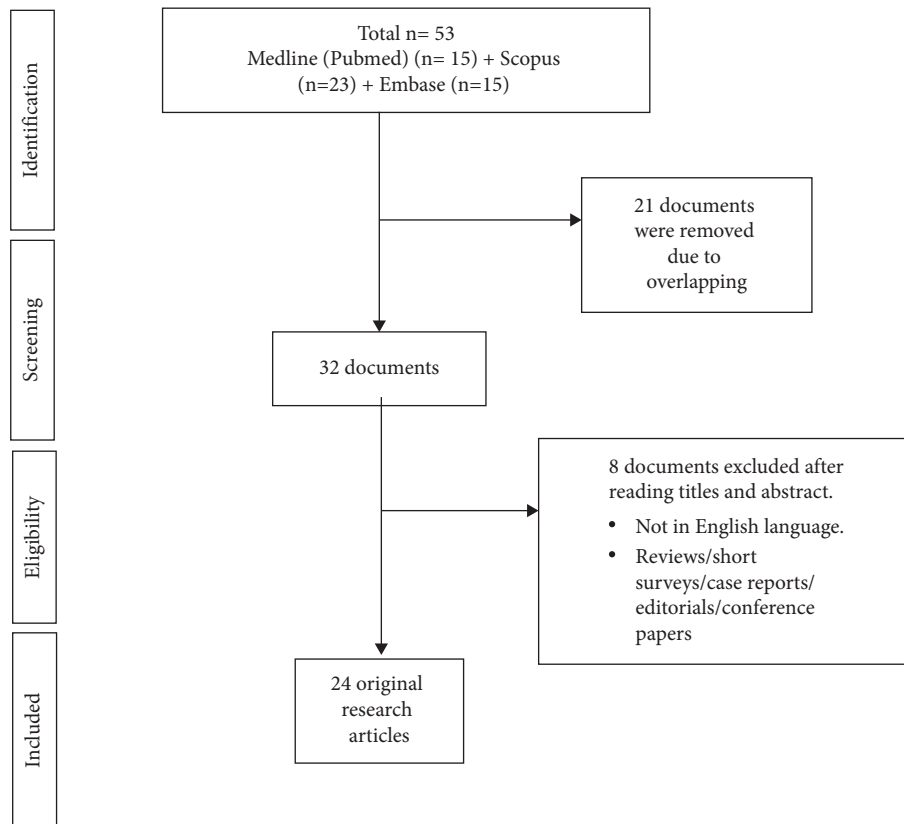 Identification
Total n= 53
Medline (Pubmed) (n= 15) + Scopus
(n=23) + Embase (n=15)
21 documents
were removed
due to
overlapping
Screening
32 documents
Eligibility
8 documents excluded after
reading titles and abstract.
• Not in English language.
• Reviews/short
surveys/case reports/
editorials/conference
papers
Included
24 original
research
articles